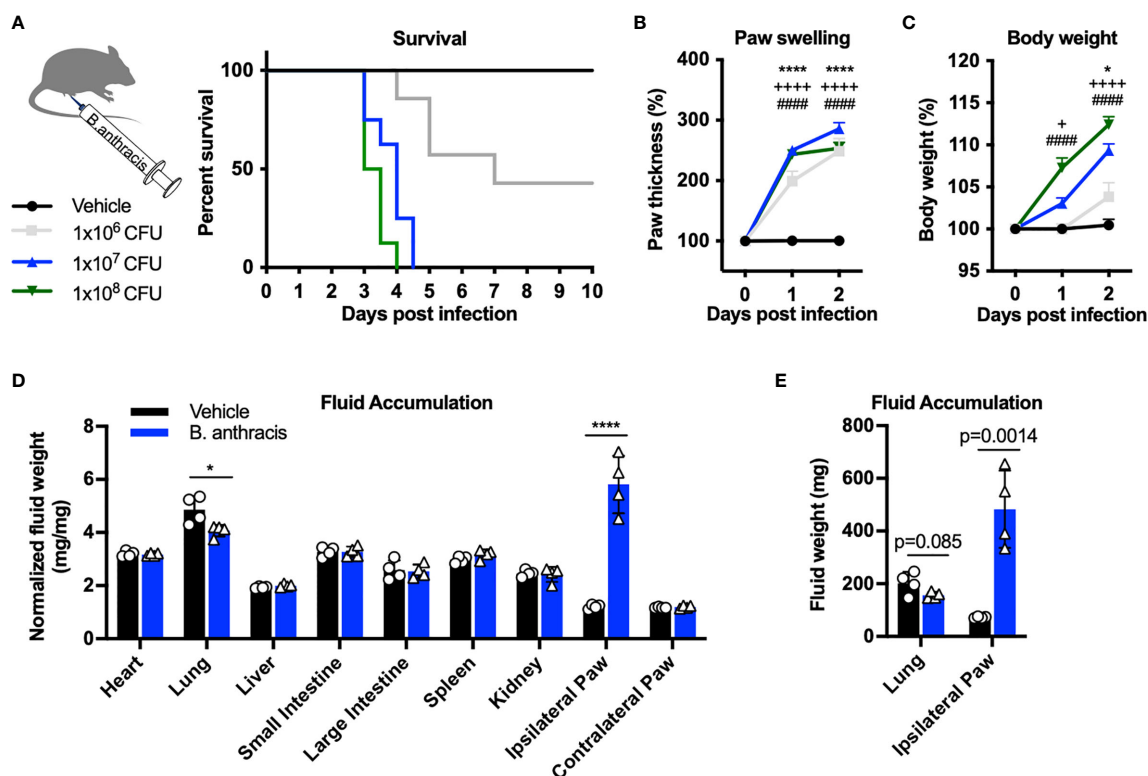 A
B. anthracis
Vehicle
1x10⁶ CFU
1x10⁷ CFU
1x10⁸ CFU
Survival
Percent survival
100
50
0
0 1 2 3 4 5 6 7 8 9 10
Days post infection
B
Paw swelling
Paw thickness (%)
400
300
200
100
**** ****
++++ ++++
#### ####
0 1 2
Days post infection
C
Body weight
Body weight (%)
115
110
105
100
95
*
++++
####
+
####
0 1 2
Days post infection
D
Fluid Accumulation
Vehicle
B. anthracis
Normalized fluid weight
(mg/mg)
8
6
4
2
0
*
****
Heart
Lung
Liver
Small Intestine
Large Intestine
Spleen
Kidney
Ipsilateral Paw
Contralateral Paw
E
Fluid Accumulation
Fluid weight (mg)
800
600
400
200
0
p=0.0014
p=0.085
Lung
Ipsilateral Paw